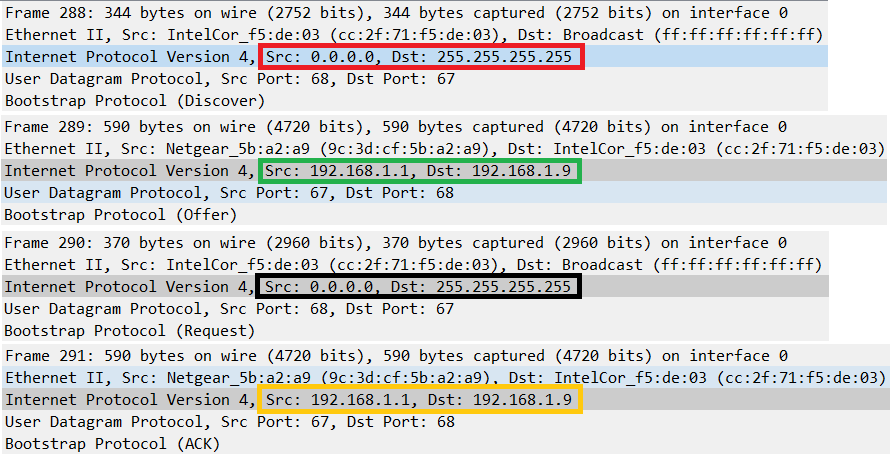 Frame 288: 344 bytes on wire (2752 bits), 344 bytes captured (2752 bits) on interface 0
Ethernet II, Src: IntelCor_f5:de:03 (cc:2f:71:f5:de:03), Dst: Broadcast (ff:ff:ff:ff:ff:ff)
Internet Protocol Version 4, Src: 0.0.0.0, Dst: 255.255.255.255
User Datagram Protocol, Src Port: 68, Dst Port: 67
Bootstrap Protocol (Discover)
Frame 289: 590 bytes on wire (4720 bits), 590 bytes captured (4720 bits) on interface 0
Ethernet II, Src: Netgear_5b:a2:a9 (9c:3d:cf:5b:a2:a9), Dst: IntelCor_f5:de:03 (cc:2f:71:f5:de:03)
Internet Protocol Version 4, Src: 192.168.1.1, Dst: 192.168.1.9
User Datagram Protocol, Src Port: 67, Dst Port: 68
Bootstrap Protocol (Offer)
Frame 290: 370 bytes on wire (2960 bits), 370 bytes captured (2960 bits) on interface 0
Ethernet II, Src: IntelCor_f5:de:03 (cc:2f:71:f5:de:03), Dst: Broadcast (ff:ff:ff:ff:ff:ff)
Internet Protocol Version 4, Src: 0.0.0.0, Dst: 255.255.255.255
User Datagram Protocol, Src Port: 68, Dst Port: 67
Bootstrap Protocol (Request)
Frame 291: 590 bytes on wire (4720 bits), 590 bytes captured (4720 bits) on interface 0
Ethernet II, Src: Netgear_5b:a2:a9 (9c:3d:cf:5b:a2:a9), Dst: IntelCor_f5:de:03 (cc:2f:71:f5:de:03)
Internet Protocol Version 4, Src: 192.168.1.1, Dst: 192.168.1.9
User Datagram Protocol, Src Port: 67, Dst Port: 68
Bootstrap Protocol (ACK)